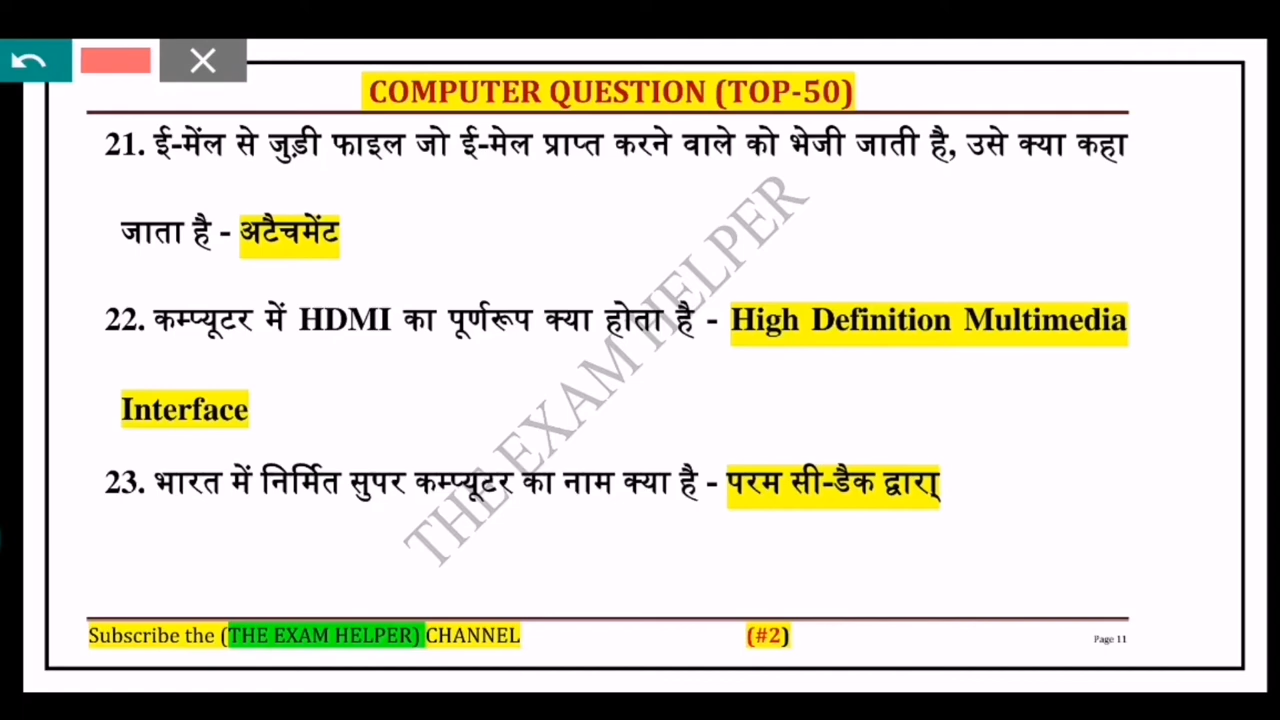 COMPUTER QUESTION (TOP-50)
21. ई-मेंल से जुड़ी फाइल जो ई-मेल प्राप्त करने वाले को भेजी जाती है, उसे क्या कहा
जाता है - अटैचमेंट
22. कम्प्यूटर में HDMI का पूर्णरूप क्या होता है - High Definition Multimedia
Interface
23. भारत में निर्मित सुपर कम्प्यूटर का नाम क्या है - परम सी-डैक द्वारा्
THE EXAM HELPER
Subscribe the (THE EXAM HELPER) CHANNEL (#2) Page 11